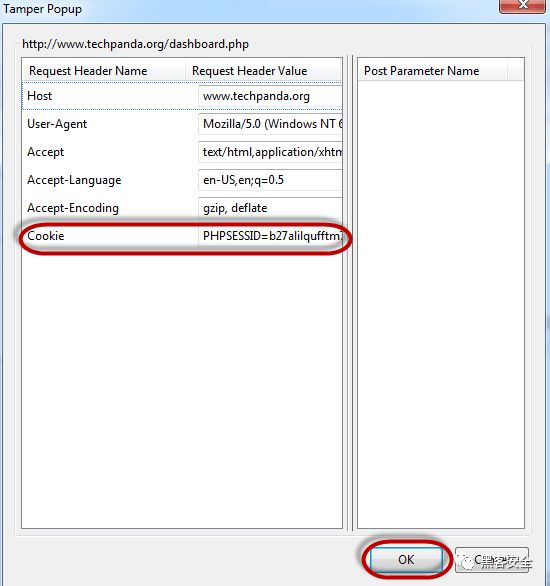 Tamper Popup
http://www.techpanda.org/dashboard.php
Request Header Name Request Header Value Post Parameter Name
Host www.techpanda.org
User-Agent Mozilla/5.0 (Windows NT 6
Accept text/html,application/xhtm
Accept-Language en-US,en;q=0.5
Accept-Encoding gzip, deflate
Cookie PHPSESSID=b27alilqufftm
OK
黑客安全